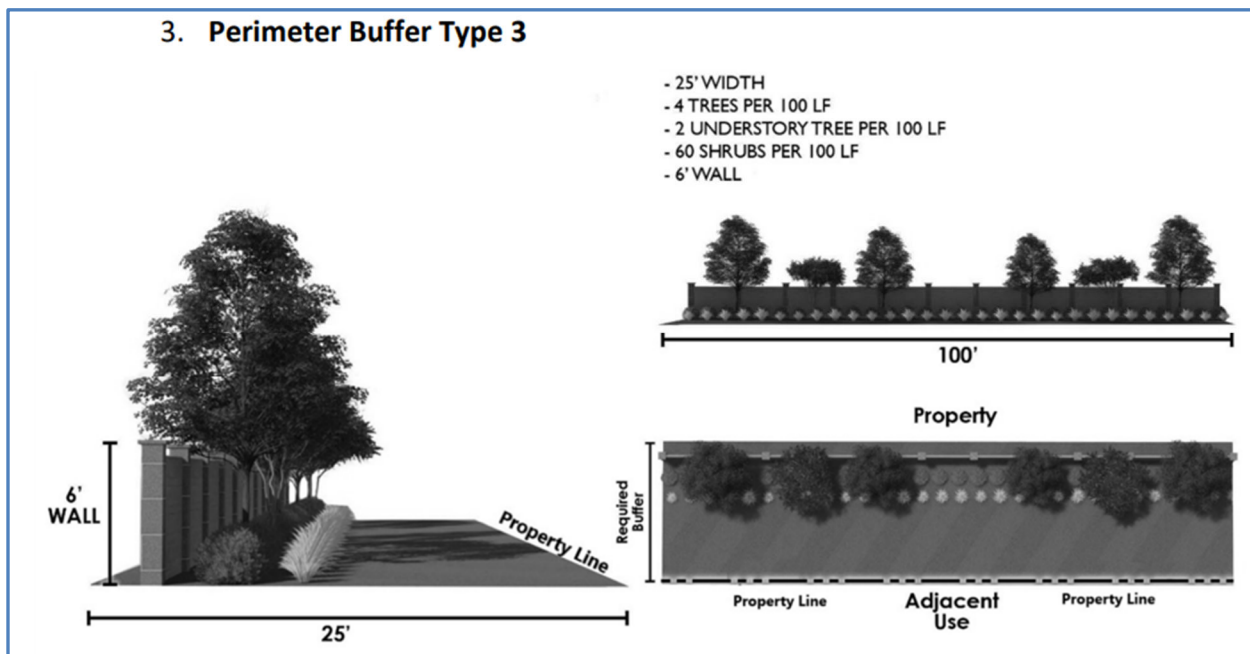 3. Perimeter Buffer Type 3
- 25' WIDTH
- 4 TREES PER 100 LF
- 2 UNDERSTORY TREE PER 100 LF
- 60 SHRUBS PER 100 LF
- 6' WALL
6'
WALL
Property Line
25'
100'
Property
Required
Buffer
Property Line
Adjacent
Use
Property Line